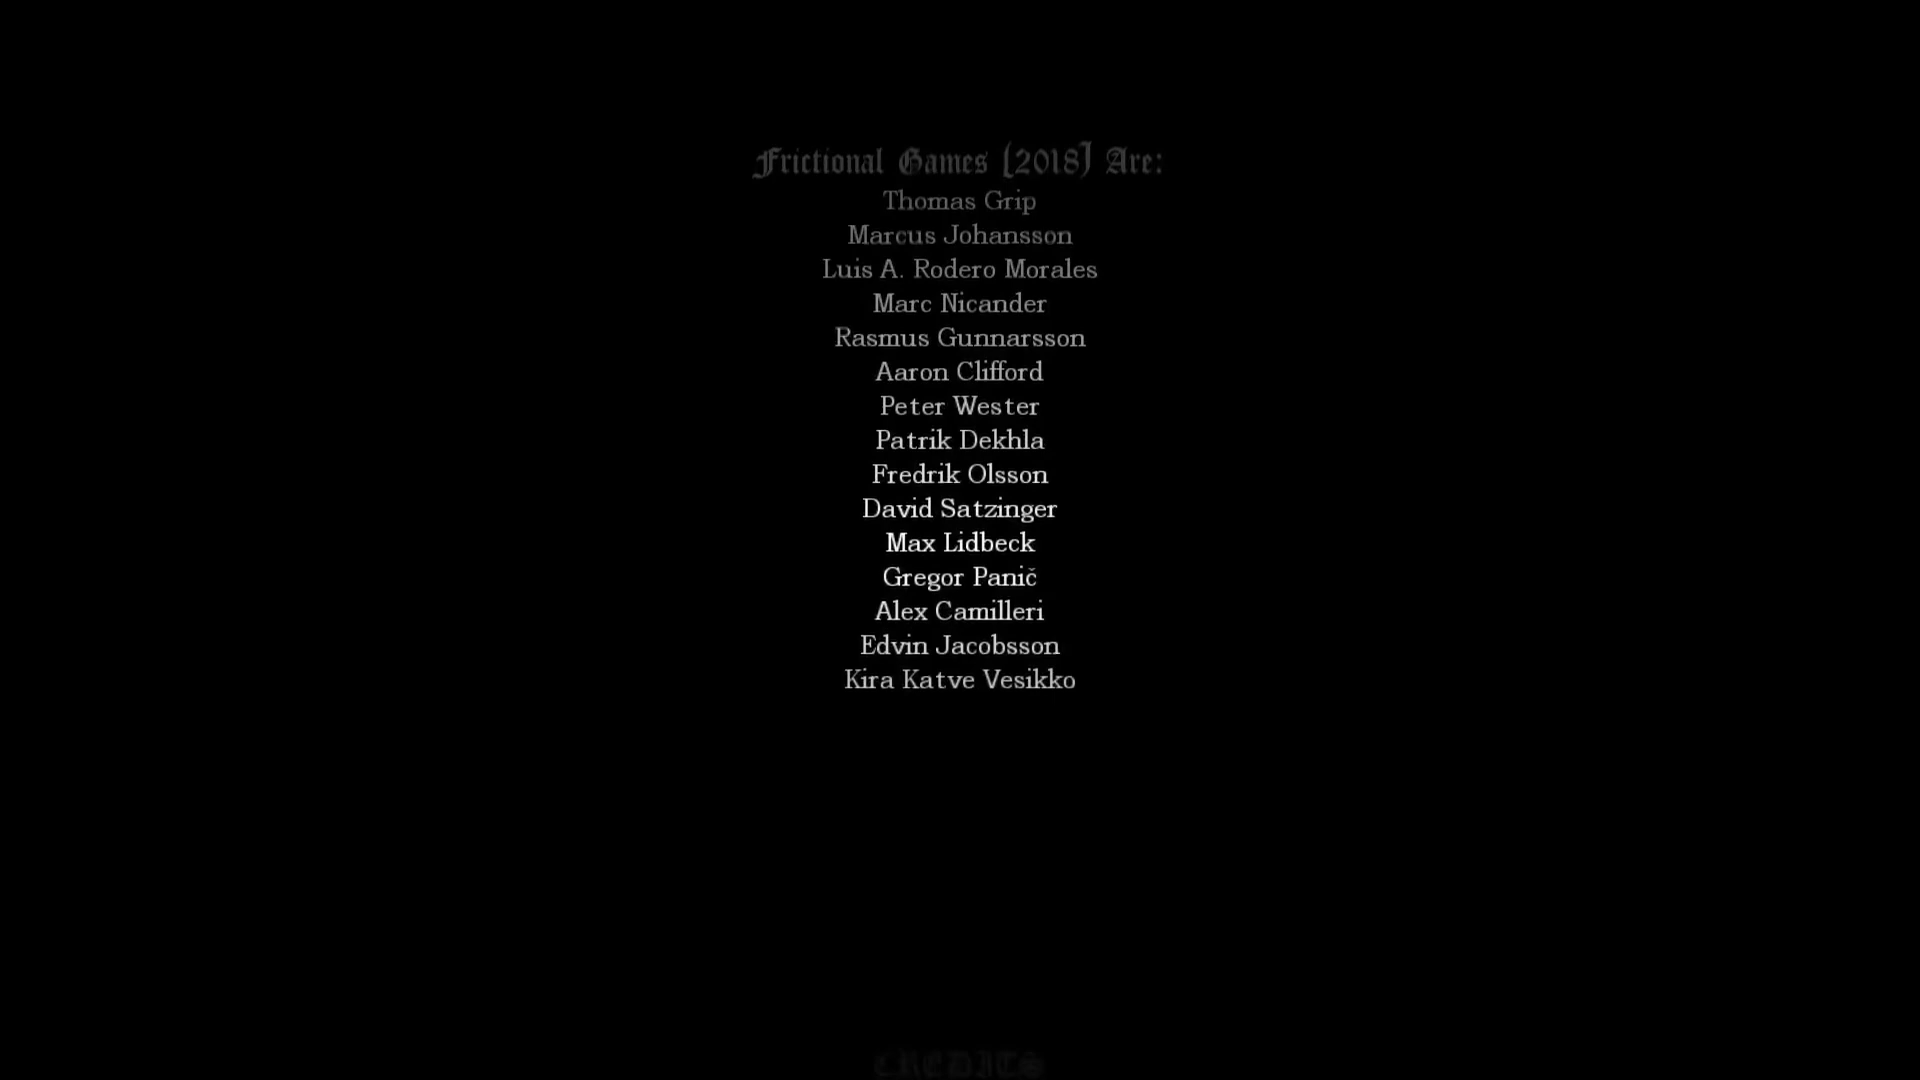 Frictional Games [2018] Are:
Thomas Grip
Marcus Johansson
Luis A. Rodero Morales
Marc Nicander
Rasmus Gunnarsson
Aaron Clifford
Peter Wester
Patrik Dekhla
Fredrik Olsson
David Satzinger
Max Lidbeck
Gregor Panič
Alex Camilleri
Edvin Jacobsson
Kira Katve Vesikko
CREDITS